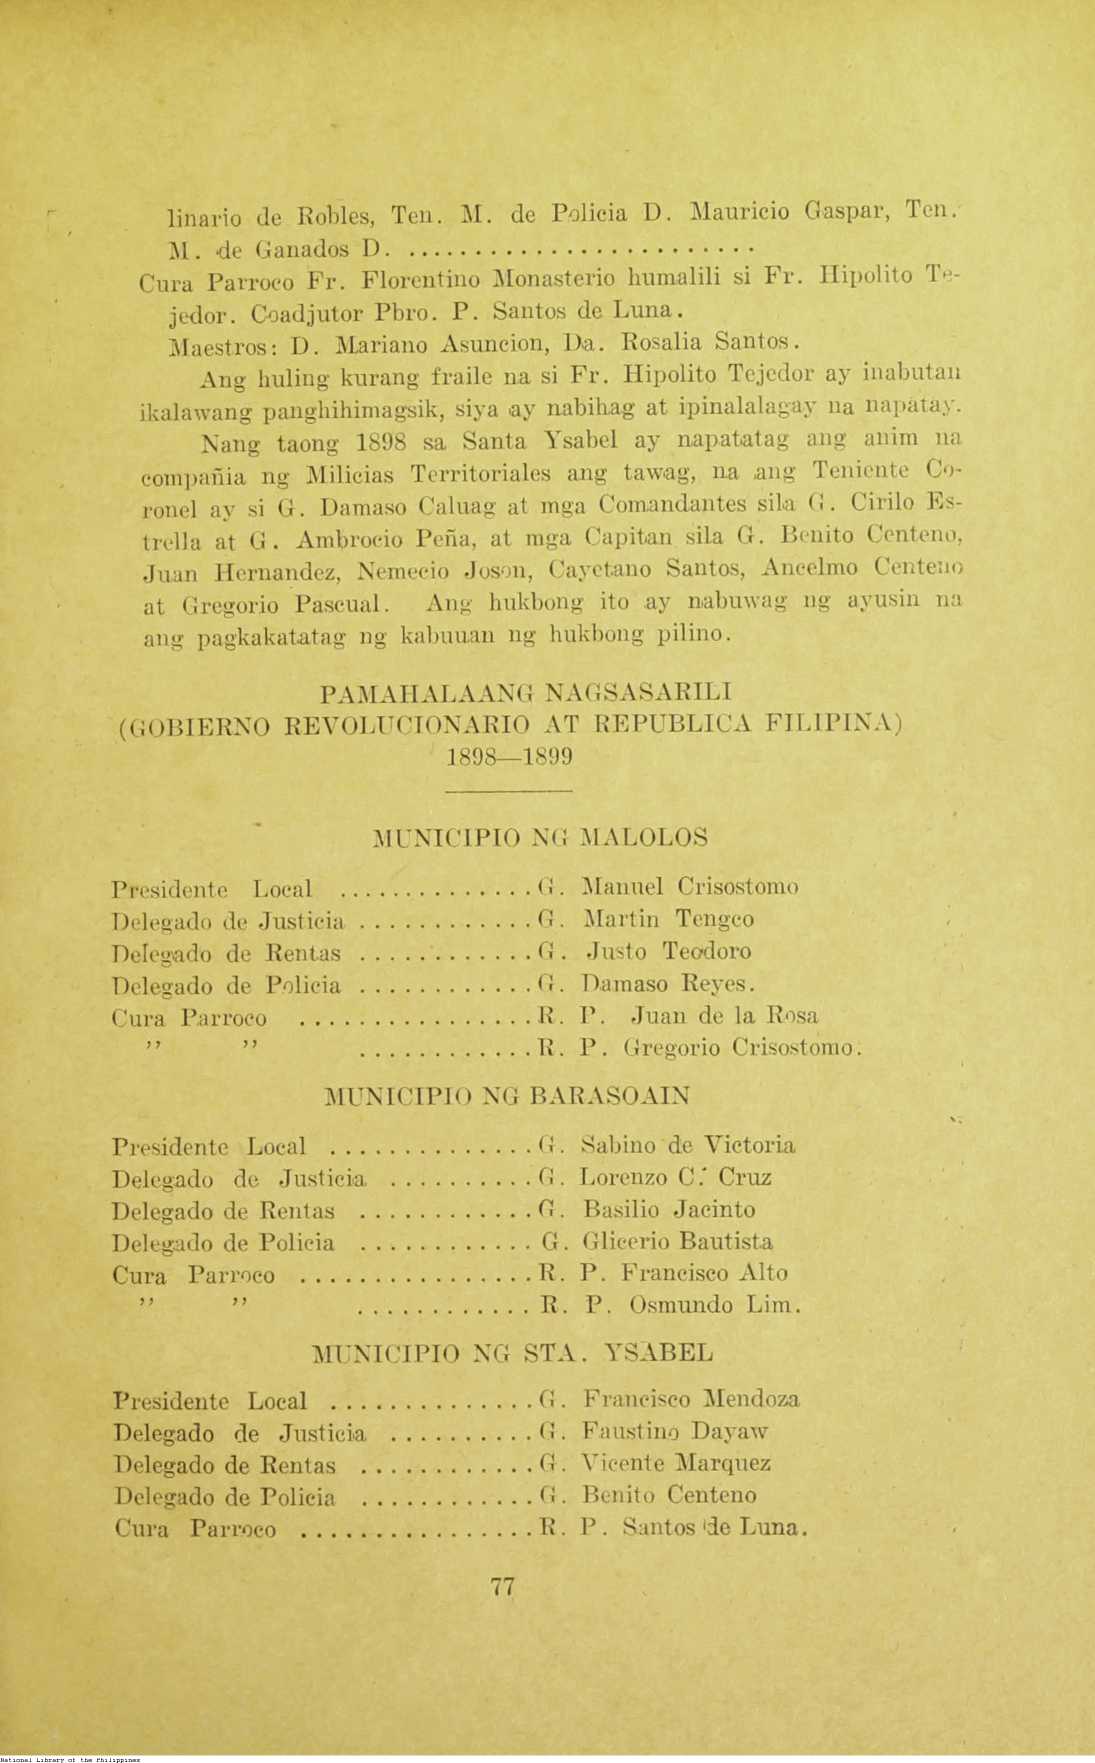 linario de Robles, Ten. M. de Policia D. Mauricio Gaspar, Ten.
M. de Ganados D. ........................
Cura Parroco Fr. Florentino Monasterio humalili si Fr. Hipolito Te-
jedor. Coadjutor Pbro. P. Santos de Luna.
Maestros: D. Mariano Asuncion, Da. Rosalia Santos.
Ang huling kurang fraile na si Fr. Hipolito Tejedor ay inabutan
ikalawang panghihimagsik, siya ay nabihag at ipinalalagay na napatay.
Nang taong 1898 sa Santa Ysabel ay napatatag ang anim na
compañia ng Milicias Territoriales ang tawag, na ang Teniente Co-
ronel ay si G. Damaso Caluag at mga Comandantes sila G. Cirilo Es-
trella at G. Ambrocio Peña, at mga Capitan sila G. Benito Centeno,
Juan Hernandez, Nemecio Joson, Cayetano Santos, Ancelmo Centeno
at Gregorio Pascual. Ang hukbong ito ay nabuwag ng ayusin na
ang pagkakatatag ng kabuuan ng hukbong pilino.
PAMAHALAANG NAGSASARILI
(GOBIERNO REVOLUCIONARIO AT REPUBLICA FILIPINA)
1898—1899
MUNICIPIO NG MALOLOS
Presidente Local .............. G. Manuel Crisostomo
Delegado de Justicia ............ G. Martin Tengco
Delegado de Rentas ............ G. Justo Teodoro
Delegado de Policia ............ G. Damaso Reyes.
Cura Parroco ................ R. P. Juan de la Rosa
" " ............ R. P. Gregorio Crisostomo.
MUNICIPIO NG BARASOAIN
Presidente Local .............. G. Sabino de Victoria
Delegado de Justicia .......... G. Lorenzo C. Cruz
Delegado de Rentas ............ G. Basilio Jacinto
Delegado de Policia ............ G. Glicerio Bautista
Cura Parroco ................ R. P. Francisco Alto
" " ............ R. P. Osmundo Lim.
MUNICIPIO NG STA. YSABEL
Presidente Local .............. G. Francisco Mendoza
Delegado de Justicia .......... G. Faustino Dayaw
Delegado de Rentas ............ G. Vicente Marquez
Delegado de Policia ............ G. Benito Centeno
Cura Parroco ................ R. P. Santos de Luna.
77
National Library of the Philippines